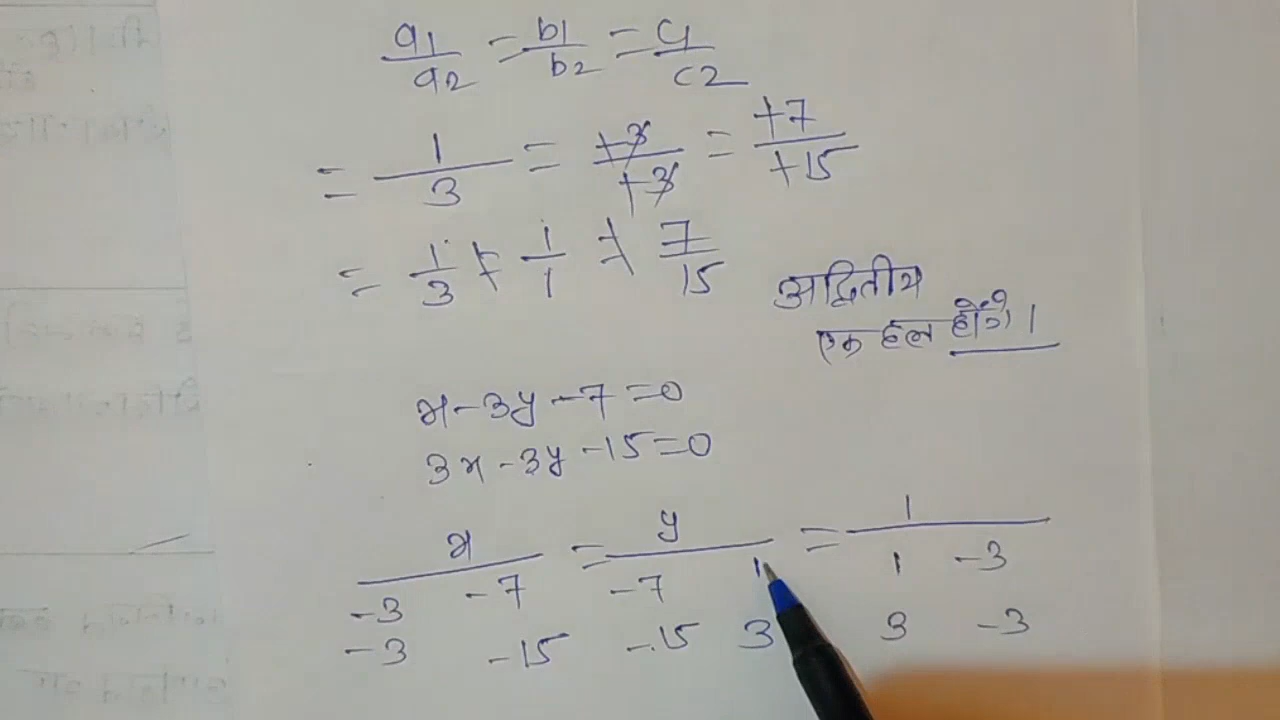 a1/a2 = b1/b2 = c1/c2
= 1/3 = +3/+3 = +7/+15
= 1/3 ≠ 1/1 ≠ 7/15
अद्वितीय
एक हल होंगे।
x - 3y - 7 = 0
3x - 3y - 15 = 0
x = y = 1
-3 -7 -7 1 1 -3
-3 -15 -15 3 3 -3